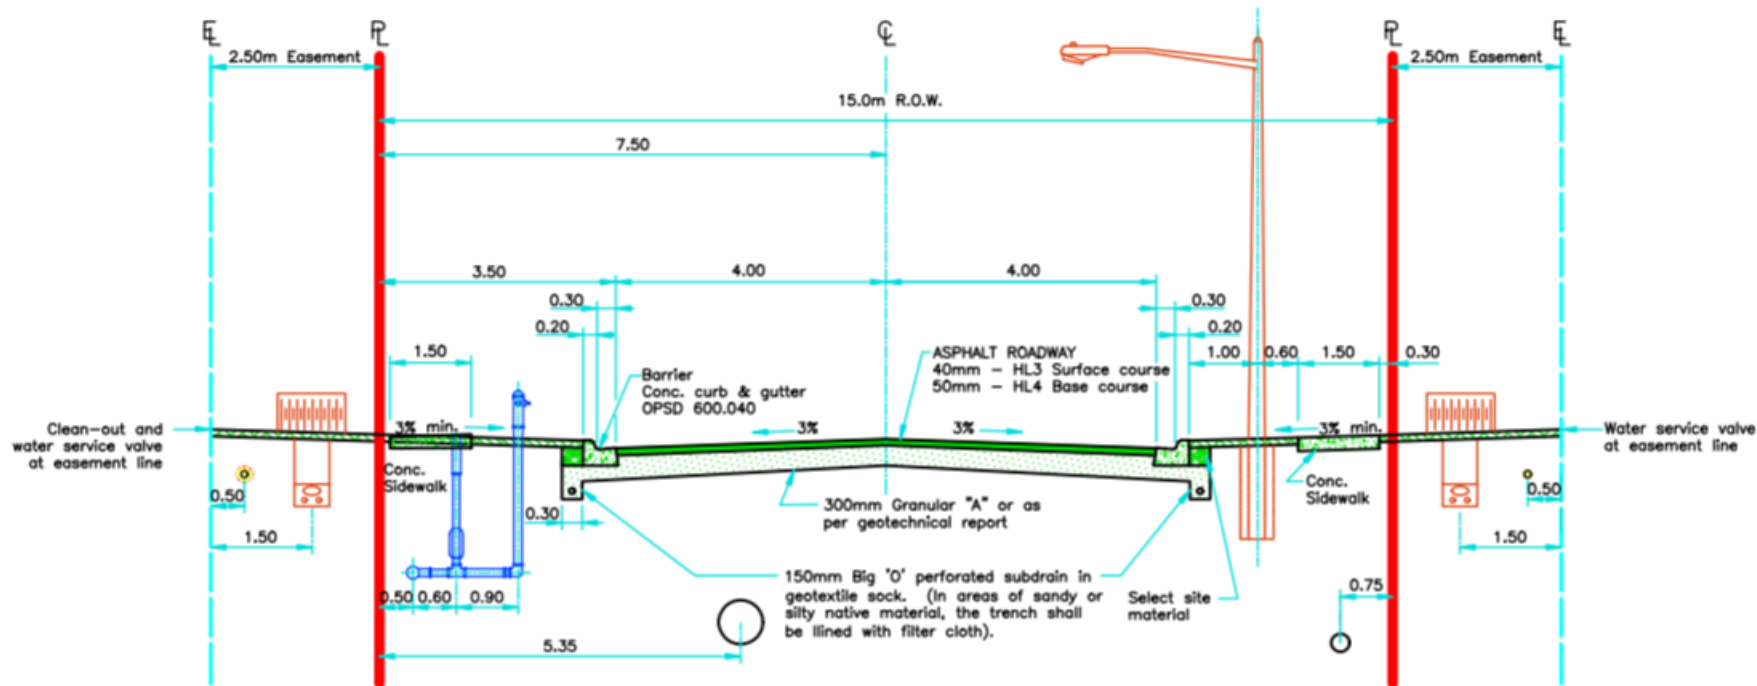 EL
PL
CL
PL
EL
2.50m Easement
2.50m Easement
15.0m R.O.W.
7.50
3.50
4.00
4.00
0.30
0.30
0.20
0.20
1.50
1.00
0.60
1.50
0.30
Barrier
Conc. curb & gutter
OPSD 600.040
ASPHALT ROADWAY
40mm – HL3 Surface course
50mm – HL4 Base course
Clean-out and
water service valve
at easement line
3% min.
3%
3%
3% min.
Water service valve
at easement line
Conc.
Sidewalk
Conc.
Sidewalk
0.50
0.50
0.30
300mm Granular "A" or as
per geotechnical report
1.50
1.50
150mm Big 'O' perforated subdrain in
geotextile sock. (In areas of sandy or
silty native material, the trench shall
be llined with filter cloth).
Select site
material
0.50
0.60
0.90
0.75
5.35